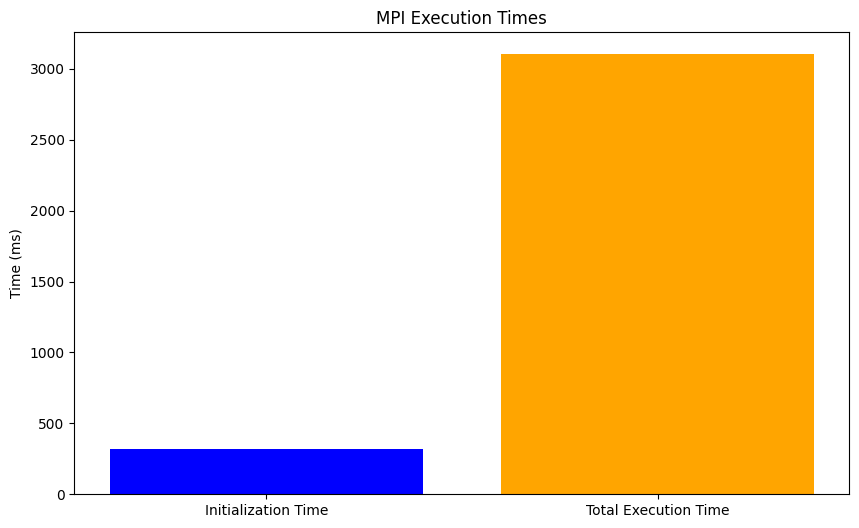 MPI Execution Times
Time (ms)
3000
2500
2000
1500
1000
500
0
Initialization Time
Total Execution Time